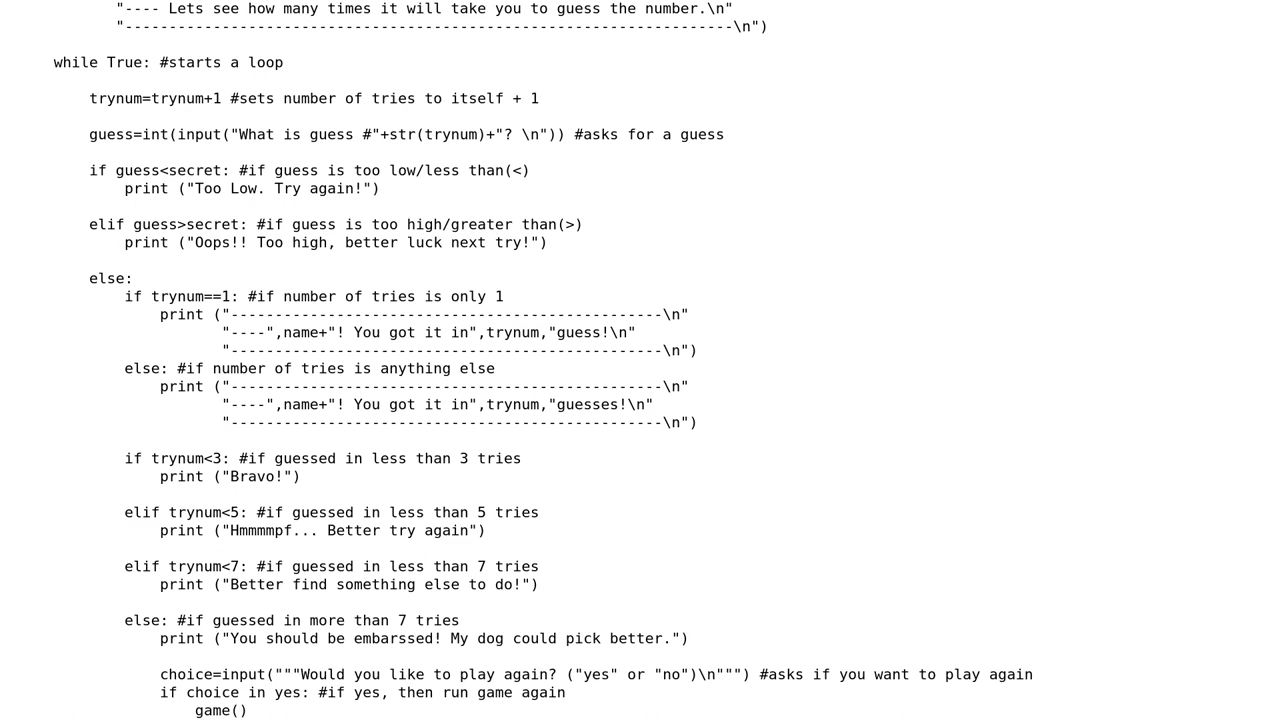 "---- Lets see how many times it will take you to guess the number.\n"
"---------------------------------------------------------------------\n")
while True: #starts a loop
trynum=trynum+1 #sets number of tries to itself + 1
guess=int(input("What is guess #"+str(trynum)+"? \n")) #asks for a guess
if guess<secret: #if guess is too low/less than(<)
print ("Too Low. Try again!")
elif guess>secret: #if guess is too high/greater than(>)
print ("Oops!! Too high, better luck next try!")
else:
if trynum==1: #if number of tries is only 1
print ("-------------------------------------------------\n"
"----",name+"! You got it in",trynum,"guess!\n"
"-------------------------------------------------\n")
else: #if number of tries is anything else
print ("-------------------------------------------------\n"
"----",name+"! You got it in",trynum,"guesses!\n"
"-------------------------------------------------\n")
if trynum<3: #if guessed in less than 3 tries
print ("Bravo!")
elif trynum<5: #if guessed in less than 5 tries
print ("Hmmmmpf... Better try again")
elif trynum<7: #if guessed in less than 7 tries
print ("Better find something else to do!")
else: #if guessed in more than 7 tries
print ("You should be embarssed! My dog could pick better.")
choice=input("""Would you like to play again? ("yes" or "no")\n""") #asks if you want to play again
if choice in yes: #if yes, then run game again
game()